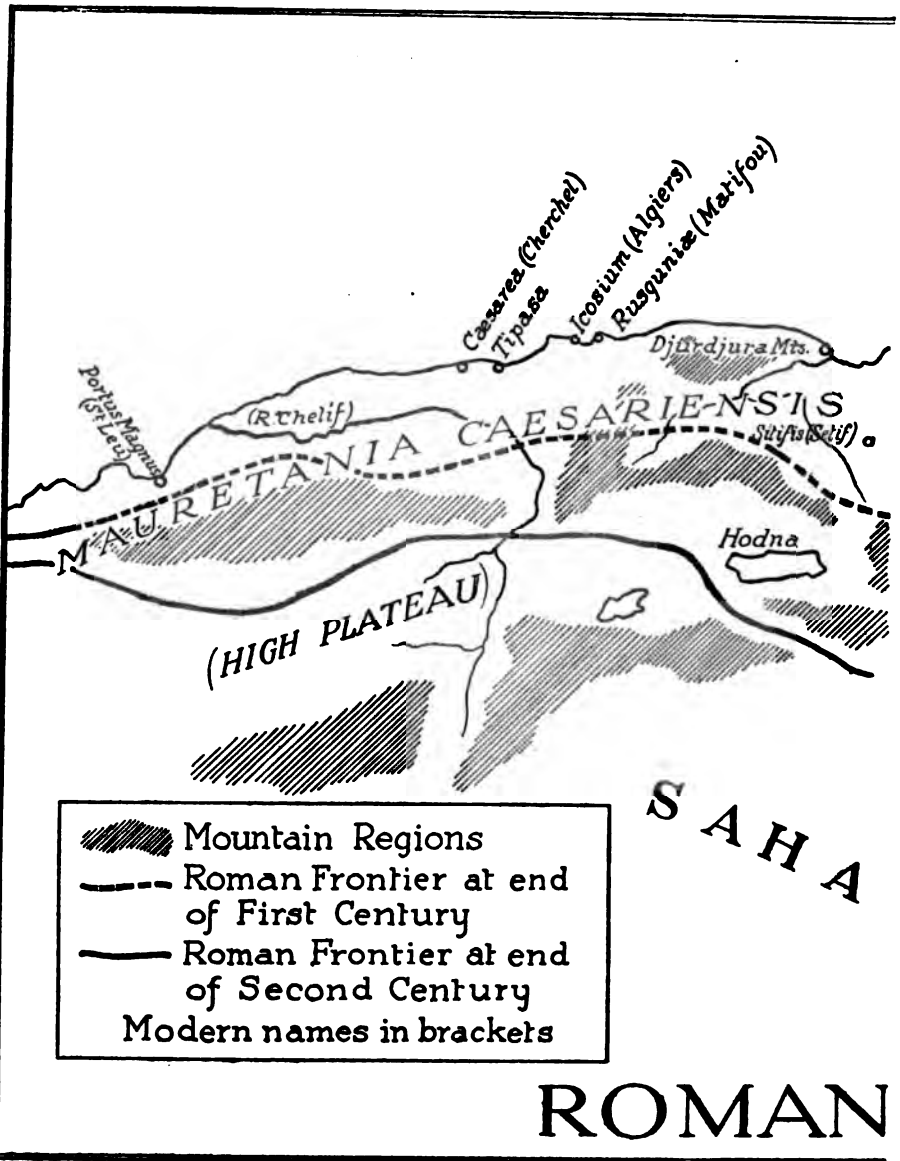 Caesarea (Cherchel)
Tipasa
Icosium (Algiers)
Rusguniæ (Matifou)
Portus Magnus
(St Leu)
(R. Chelif)
Djurdjura Mts.
MAURETANIA CAESARIENSIS
Sitifis (Setif)
Hodna
(HIGH PLATEAU)
SAHA
Mountain Regions
Roman Frontier at end
of First Century
Roman Frontier at end
of Second Century
Modern names in brackets
ROMAN